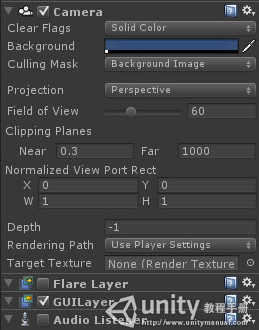 Camera
Clear Flags Solid Color
Background
Culling Mask Background Image
Projection Perspective
Field of View 60
Clipping Planes
Near 0.3 Far 1000
Normalized View Port Rect
X 0 Y 0
W 1 H 1
Depth -1
Rendering Path Use Player Settings
Target Texture None (Render Texture
Flare Layer
GUILayer
Audio Listener
unity 教程手册
http://www.unitymanual.com